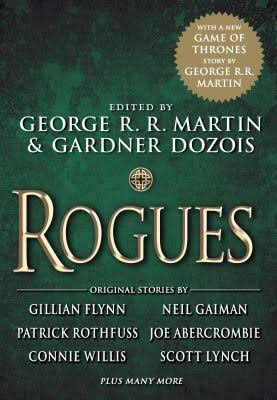 WITH A NEW
GAME OF
THRONES
STORY BY
GEORGE R.R.
MARTIN
EDITED BY
GEORGE R. R. MARTIN
& GARDNER DOZOIS
ROGUES
ORIGINAL STORIES BY
GILLIAN FLYNN NEIL GAIMAN
PATRICK ROTHFUSS JOE ABERCROMBIE
CONNIE WILLIS SCOTT LYNCH
PLUS MANY MORE